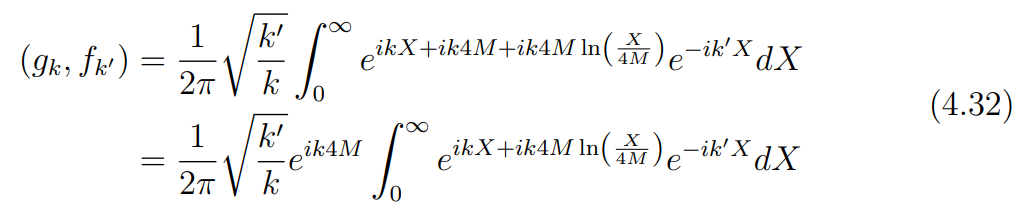 (g_k, f_{k'}) = \frac{1}{2\pi} \sqrt{\frac{k'}{k}} \int_0^\infty e^{ikX + ik4M + ik4M \ln\left(\frac{X}{4M}\right)} e^{-ik'X} dX
= \frac{1}{2\pi} \sqrt{\frac{k'}{k}} e^{ik4M} \int_0^\infty e^{ikX + ik4M \ln\left(\frac{X}{4M}\right)} e^{-ik'X} dX
(4.32)